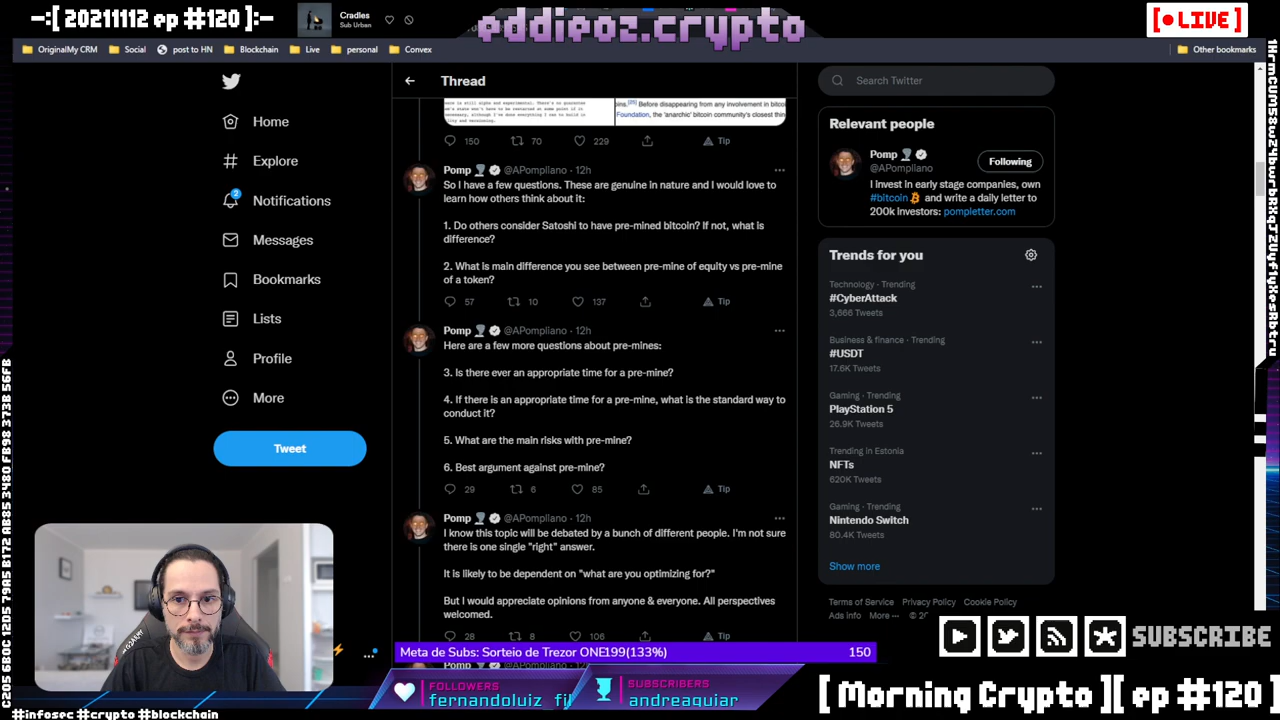 -:[ 20211112 ep #120 ]:-
Cradles
Sub Urban
eddieoz.crypto
[● LIVE]
OriginalMy CRM
Social
post to HN
Blockchain
Live
personal
Convex
Other bookmarks
Home
Explore
2
Notifications
Messages
Bookmarks
Lists
Profile
More
Tweet
Thread
150 70 229 Tip
Pomp @APompliano · 12h
So I have a few questions. These are genuine in nature and I would love to
learn how others think about it:
1. Do others consider Satoshi to have pre-mined bitcoin? If not, what is
difference?
2. What is main difference you see between pre-mine of equity vs pre-mine
of a token?
57 10 137 Tip
Pomp @APompliano · 12h
Here are a few more questions about pre-mines:
3. Is there ever an appropriate time for a pre-mine?
4. If there is an appropriate time for a pre-mine, what is the standard way to
conduct it?
5. What are the main risks with pre-mine?
6. Best argument against pre-mine?
29 6 85 Tip
Pomp @APompliano · 12h
I know this topic will be debated by a bunch of different people. I'm not sure
there is one single "right" answer.
It is likely to be dependent on "what are you optimizing for?"
But I would appreciate opinions from anyone & everyone. All perspectives
welcomed.
28 8 106 Tip
Search Twitter
Relevant people
Pomp
@APompliano
Following
I invest in early stage companies, own
#bitcoin and write a daily letter to
200k investors: pompletter.com
Trends for you
Technology · Trending
#CyberAttack
3,666 Tweets
Business & finance · Trending
#USDT
17.6K Tweets
Gaming · Trending
PlayStation 5
26.9K Tweets
Trending in Estonia
NFTs
620K Tweets
Gaming · Trending
Nintendo Switch
80.4K Tweets
Show more
Terms of Service Privacy Policy Cookie Policy
Ads info More ···
Meta de Subs: Sorteio de Trezor ONE199(133%) 150
FOLLOWERS
fernandoluiz_fil
SUBSCRIBERS
andreaguiar
SUBSCRIBE
[ Morning Crypto ][ ep #120 ]
#infosec #crypto #blockchain